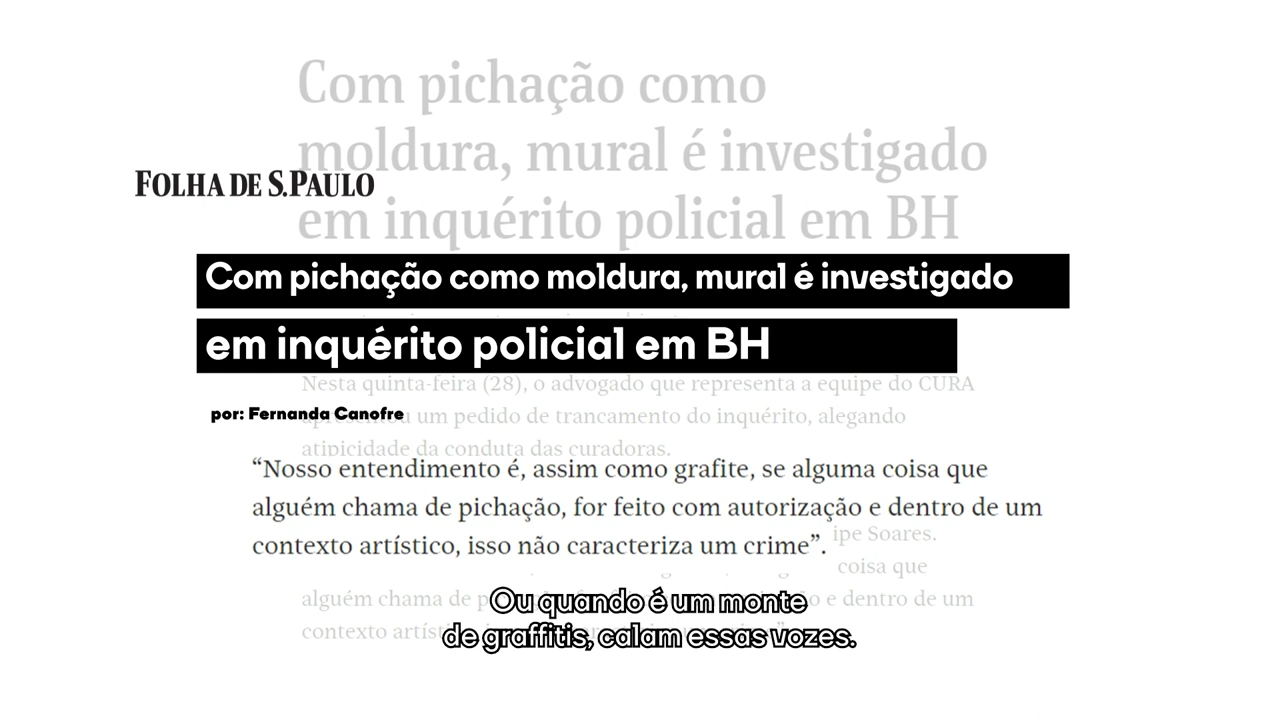 Com pichação como
moldura, mural é investigado
FOLHA DE S.PAULO
em inquérito policial em BH
Com pichação como moldura, mural é investigado
em inquérito policial em BH
Nesta quinta-feira (28), o advogado que representa a equipe do CURA
por: Fernanda Canofre
apresentou um pedido de trancamento do inquérito, alegando
atipicidade da conduta das curadoras.
“Nosso entendimento é, assim como grafite, se alguma coisa que
alguém chama de pichação, for feito com autorização e dentro de um
ipe Soares.
contexto artístico, isso não caracteriza um crime”.
coisa que
Ou quando é um monte
alguém chama de p o e dentro de um
de graffitis, calam essas vozes.
contexto artíst